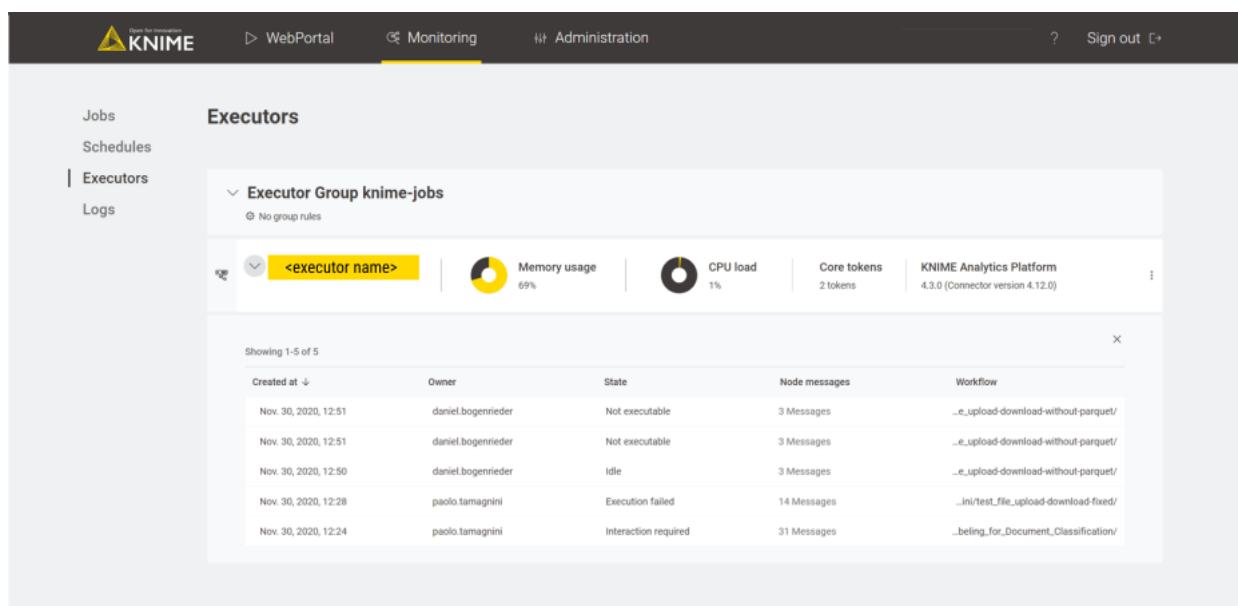 Open for Innovation
KNIME
WebPortal Monitoring Administration ? Sign out
Jobs
Schedules
Executors
Logs
Executors
Executor Group knime-jobs
No group rules
<executor name>
Memory usage
69%
CPU load
1%
Core tokens
2 tokens
KNIME Analytics Platform
4.3.0 (Connector version 4.12.0)
Showing 1-5 of 5
Created at ↓ Owner State Node messages Workflow
Nov. 30, 2020, 12:51 daniel.bogenrieder Not executable 3 Messages ...e_upload-download-without-parquet/
Nov. 30, 2020, 12:51 daniel.bogenrieder Not executable 3 Messages ...e_upload-download-without-parquet/
Nov. 30, 2020, 12:50 daniel.bogenrieder Idle 3 Messages ...e_upload-download-without-parquet/
Nov. 30, 2020, 12:28 paolo.tamagnini Execution failed 14 Messages ...ini/test_file_upload-download-fixed/
Nov. 30, 2020, 12:24 paolo.tamagnini Interaction required 31 Messages ...beling_for_Document_Classification/